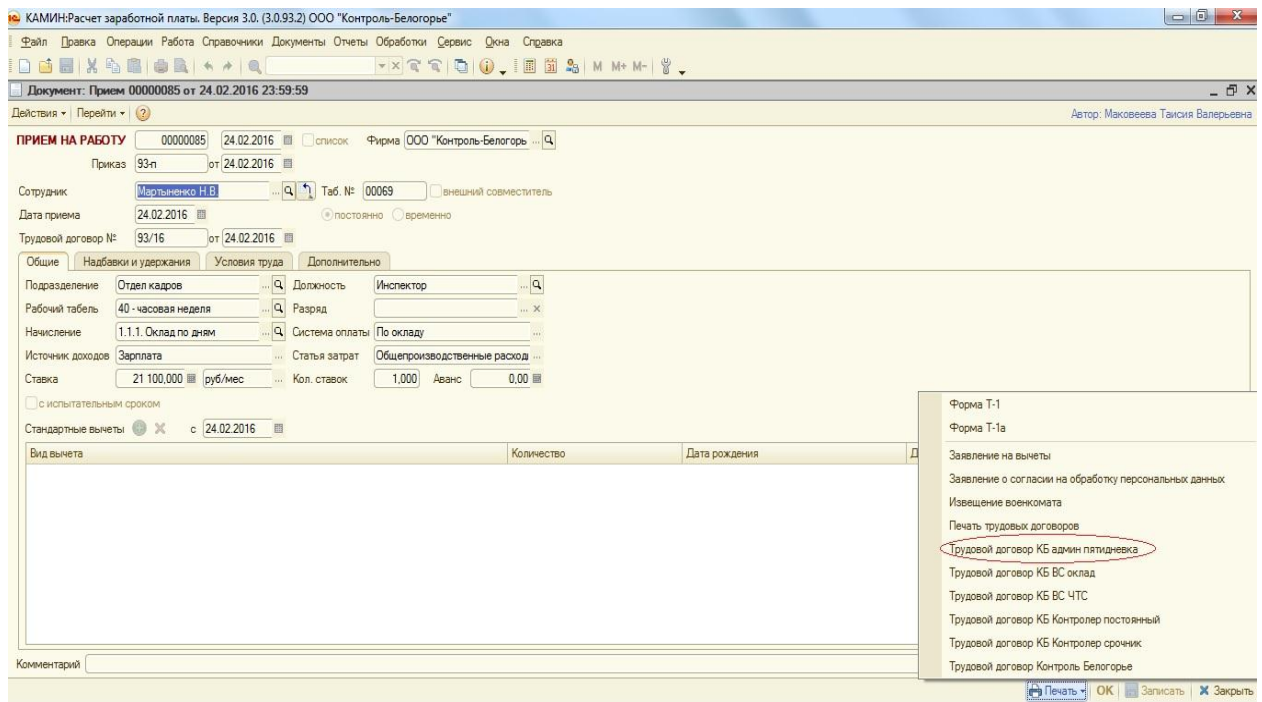 КАМИН:Расчет заработной платы. Версия 3.0. (3.0.93.2) ООО "Контроль-Белогорье"
Файл Правка Операции Работа Справочники Документы Отчеты Обработки Сервис Окна Справка
M M+ M-
Документ: Прием 00000085 от 24.02.2016 23:59:59
Действия Перейти Автор: Маковеева Таисия Валерьевна
ПРИЕМ НА РАБОТУ 00000085 24.02.2016 список Фирма ООО "Контроль-Белогорь ...
Приказ 93-п от 24.02.2016
Сотрудник Мартыненко Н.В. ... Таб. № 00069 внешний совместитель
Дата приема 24.02.2016 постоянно временно
Трудовой договор № 93/16 от 24.02.2016
Общие Надбавки и удержания Условия труда Дополнительно
Подразделение Отдел кадров ... Должность Инспектор ...
Рабочий табель 40 - часовая неделя ... Разряд ...
Начисление 1.1.1. Оклад по дням ... Система оплаты По окладу ...
Источник доходов Зарплата ... Статья затрат Общепроизводственные расход ...
Ставка 21 100,000 руб/мес ... Кол. ставок 1,000 Аванс 0,00
с испытательным сроком
Стандартные вычеты с 24.02.2016
Вид вычета Количество Дата рождения Д
Форма Т-1
Форма Т-1а
Заявление на вычеты
Заявление о согласии на обработку персональных данных
Извещение военкомата
Печать трудовых договоров
Трудовой договор КБ админ пятидневка
Трудовой договор КБ ВС оклад
Трудовой договор КБ ВС ЧТС
Трудовой договор КБ Контролер постоянный
Трудовой договор КБ Контролер срочник
Трудовой договор Контроль Белогорье
Комментарий
Печать OK Записать Закрыть